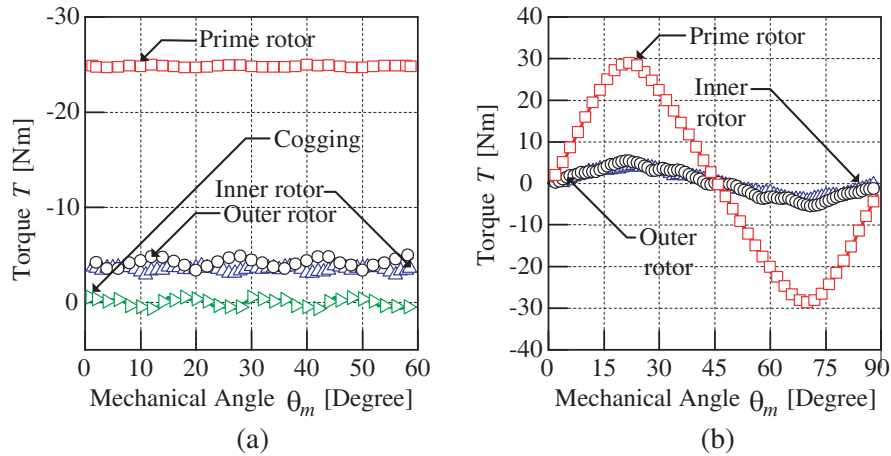 -30
-20
-10
0
Torque T [Nm]
Prime rotor
Cogging
Inner rotor
Outer rotor
0 10 20 30 40 50 60
Mechanical Angle θm [Degree]
(a)
40
30
20
10
0
-10
-20
-30
-40
Torque T [Nm]
Prime rotor
Inner
rotor
Outer
rotor
0 15 30 45 60 75 90
Mechanical Angle θm [Degree]
(b)